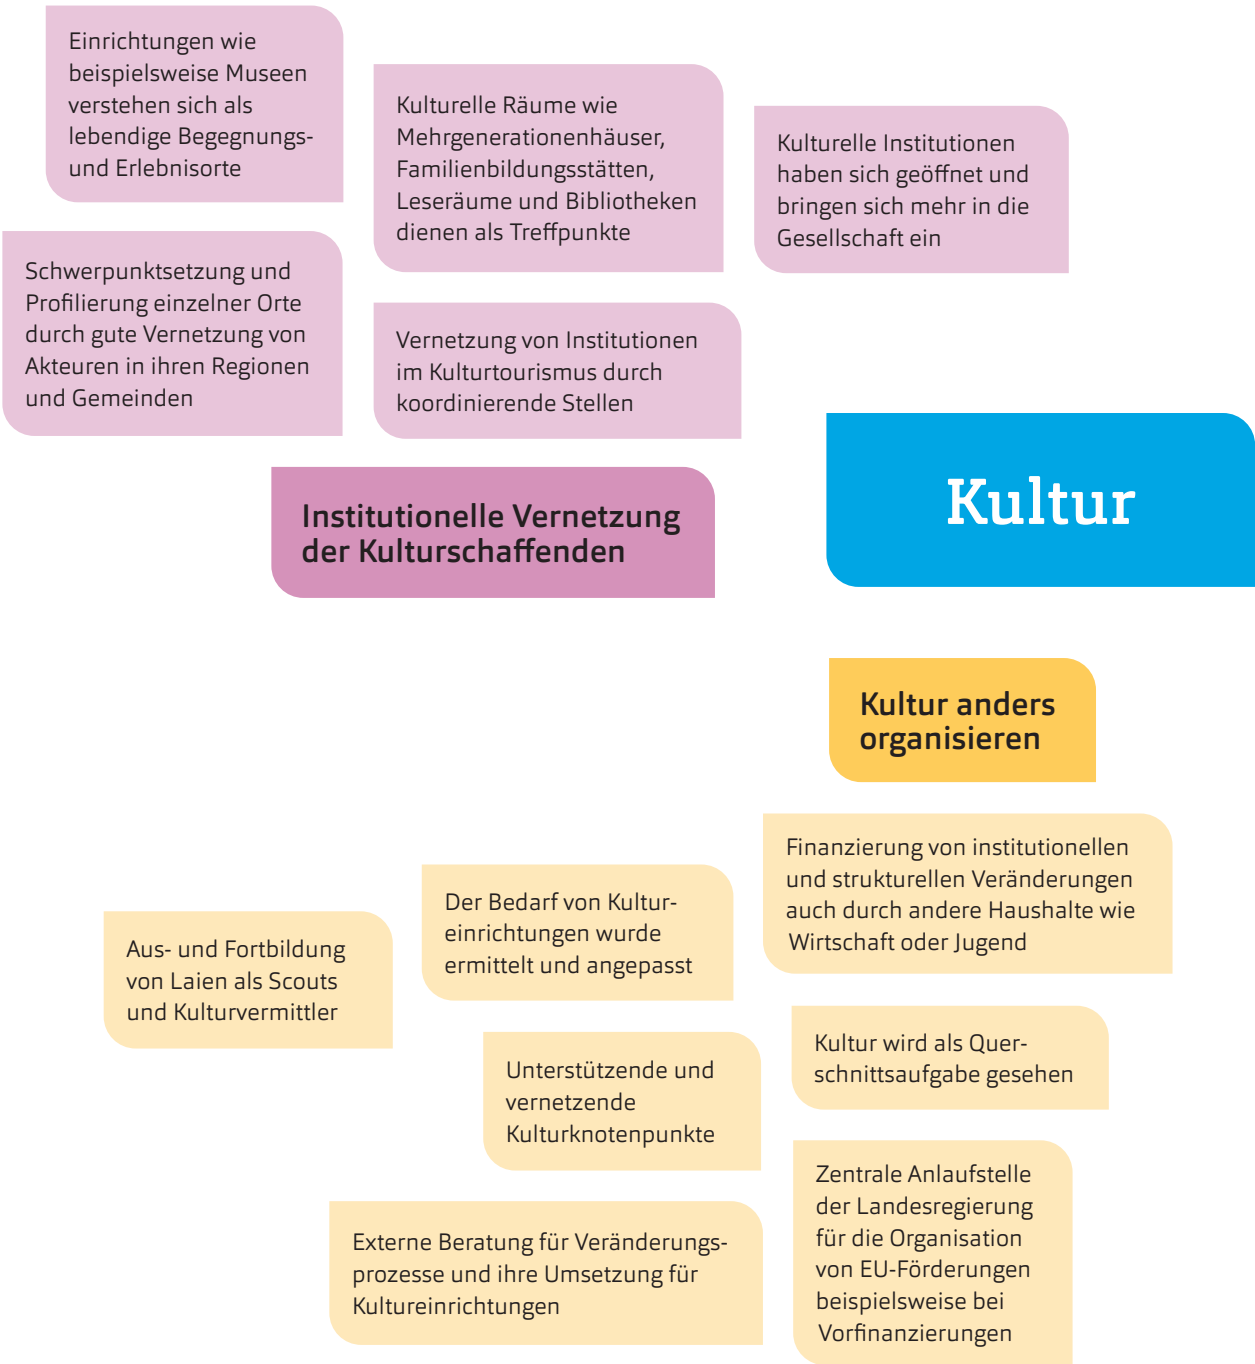 Einrichtungen wie
beispielsweise Museen
verstehen sich als
lebendige Begegnungs-
und Erlebnisorte
Kulturelle Räume wie
Mehrgenerationenhäuser,
Familienbildungsstätten,
Leseräume und Bibliotheken
dienen als Treffpunkte
Kulturelle Institutionen
haben sich geöffnet und
bringen sich mehr in die
Gesellschaft ein
Schwerpunktsetzung und
Profilierung einzelner Orte
durch gute Vernetzung von
Akteuren in ihren Regionen
und Gemeinden
Vernetzung von Institutionen
im Kulturtourismus durch
koordinierende Stellen
Institutionelle Vernetzung
der Kulturschaffenden
Kultur
Kultur anders
organisieren
Finanzierung von institutionellen
und strukturellen Veränderungen
auch durch andere Haushalte wie
Wirtschaft oder Jugend
Der Bedarf von Kultur-
einrichtungen wurde
ermittelt und angepasst
Aus- und Fortbildung
von Laien als Scouts
und Kulturvermittler
Kultur wird als Quer-
schnittsaufgabe gesehen
Unterstützende und
vernetzende
Kulturknotenpunkte
Zentrale Anlaufstelle
der Landesregierung
für die Organisation
von EU-Förderungen
beispielsweise bei
Vorfinanzierungen
Externe Beratung für Veränderungs-
prozesse und ihre Umsetzung für
Kultureinrichtungen